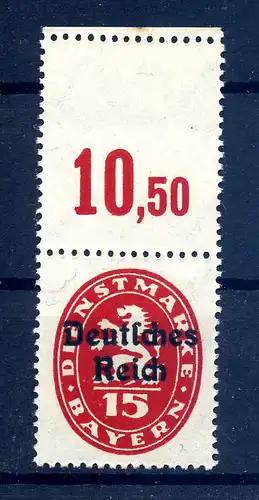 10,50
DIENSTMARKE
Deutsches
Reich
15
BAYERN